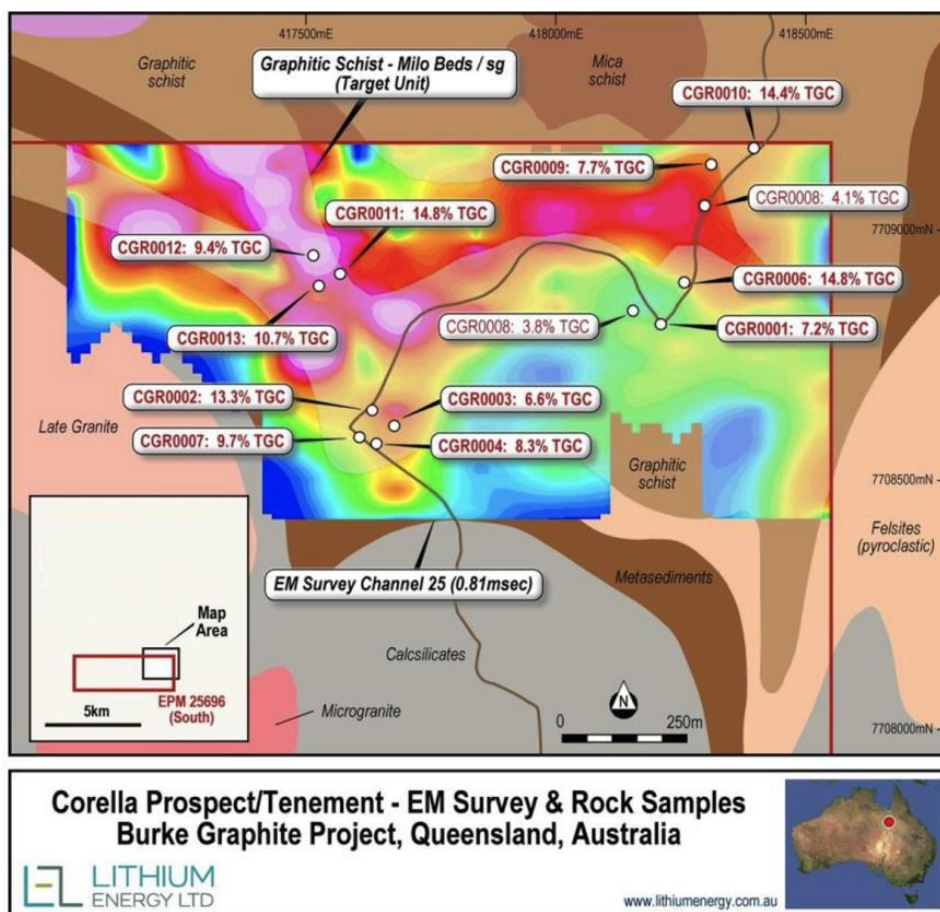 417500mE
418000mE
418500mE
Graphitic
schist
Graphitic Schist - Milo Beds / sg
(Target Unit)
Mica
schist
CGR0010: 14.4% TGC
CGR0009: 7.7% TGC
CGR0008: 4.1% TGC
CGR0011: 14.8% TGC
7709000mN
CGR0012: 9.4% TGC
CGR0006: 14.8% TGC
CGR0013: 10.7% TGC
CGR0008: 3.8% TGC
CGR0001: 7.2% TGC
CGR0002: 13.3% TGC
CGR0003: 6.6% TGC
Late Granite
CGR0007: 9.7% TGC
CGR0004: 8.3% TGC
Graphitic
schist
7708500mN
Felsites
(pyroclastic)
EM Survey Channel 25 (0.81msec)
Metasediments
Map
Area
Calcsilicates
EPM 25696
(South)
5km
Microgranite
N
0
250m
7708000mN
Corella Prospect/Tenement - EM Survey & Rock Samples
Burke Graphite Project, Queensland, Australia
LEL
LITHIUM
ENERGY LTD
www.lithiumenergy.com.au